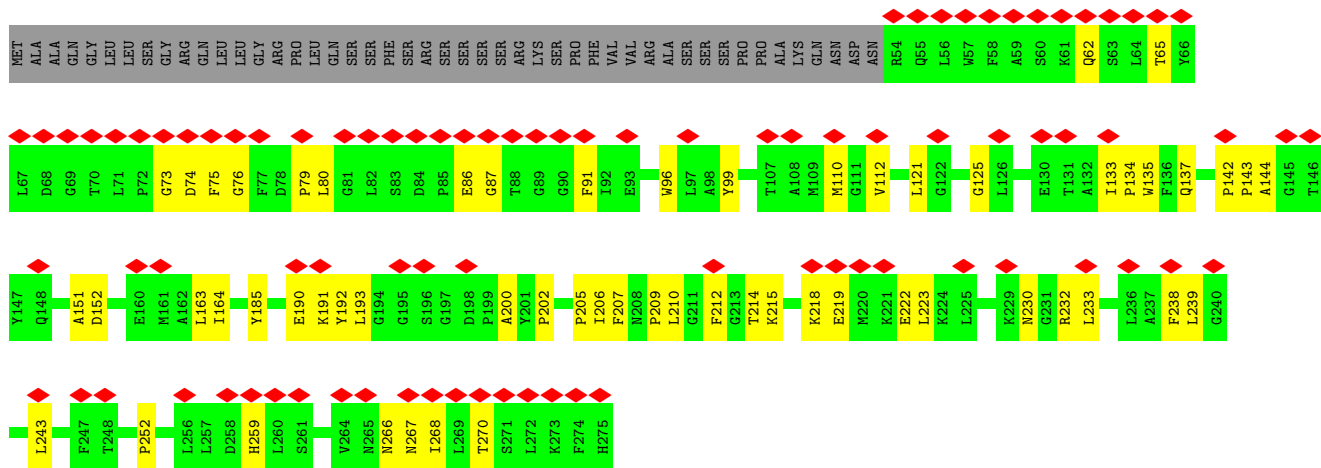 MET ALA ALA GLN GLY LEU LEU SER GLY ARG GLN LEU LEU GLY ARG PRO LEU GLN SER SER PHE SER ARG SER SER SER SER ARG LYS SER PRO PHE VAL VAL ARG ALA SER SER SER PRO PRO ALA LYS GLN ASN ASP ASN R54 Q55 L56 W57 F58 A59 S60 K61 Q62 S63 L64 T65 Y66
L67 D68 G69 T70 L71 P72 G73 D74 F75 G76 F77 D78 P79 L80 G81 L82 S83 D84 P85 E86 G87 T88 G89 G90 F91 I92 E93 W96 L97 A98 Y99 T107 A108 M109 M110 G111 V112 L121 G122 G125 L126 E130 T131 A132 I133 P134 W135 F136 Q137 P142 P143 A144 G145 T146
Y147 Q148 A151 D152 E160 M161 A162 L163 I164 Y185 E190 K191 Y192 L193 G194 G195 S196 G197 D198 P199 A200 Y201 P202 P205 I206 F207 N208 P209 L210 G211 F212 G213 T214 K215 K218 E219 M220 K221 E222 L223 K224 L225 K229 N230 G231 R232 L233 L236 A237 F238 L239 G240
L243 F247 T248 P252 L256 L257 D258 H259 L260 S261 V264 N265 N266 N267 I268 L269 T270 S271 L272 K273 F274 H275